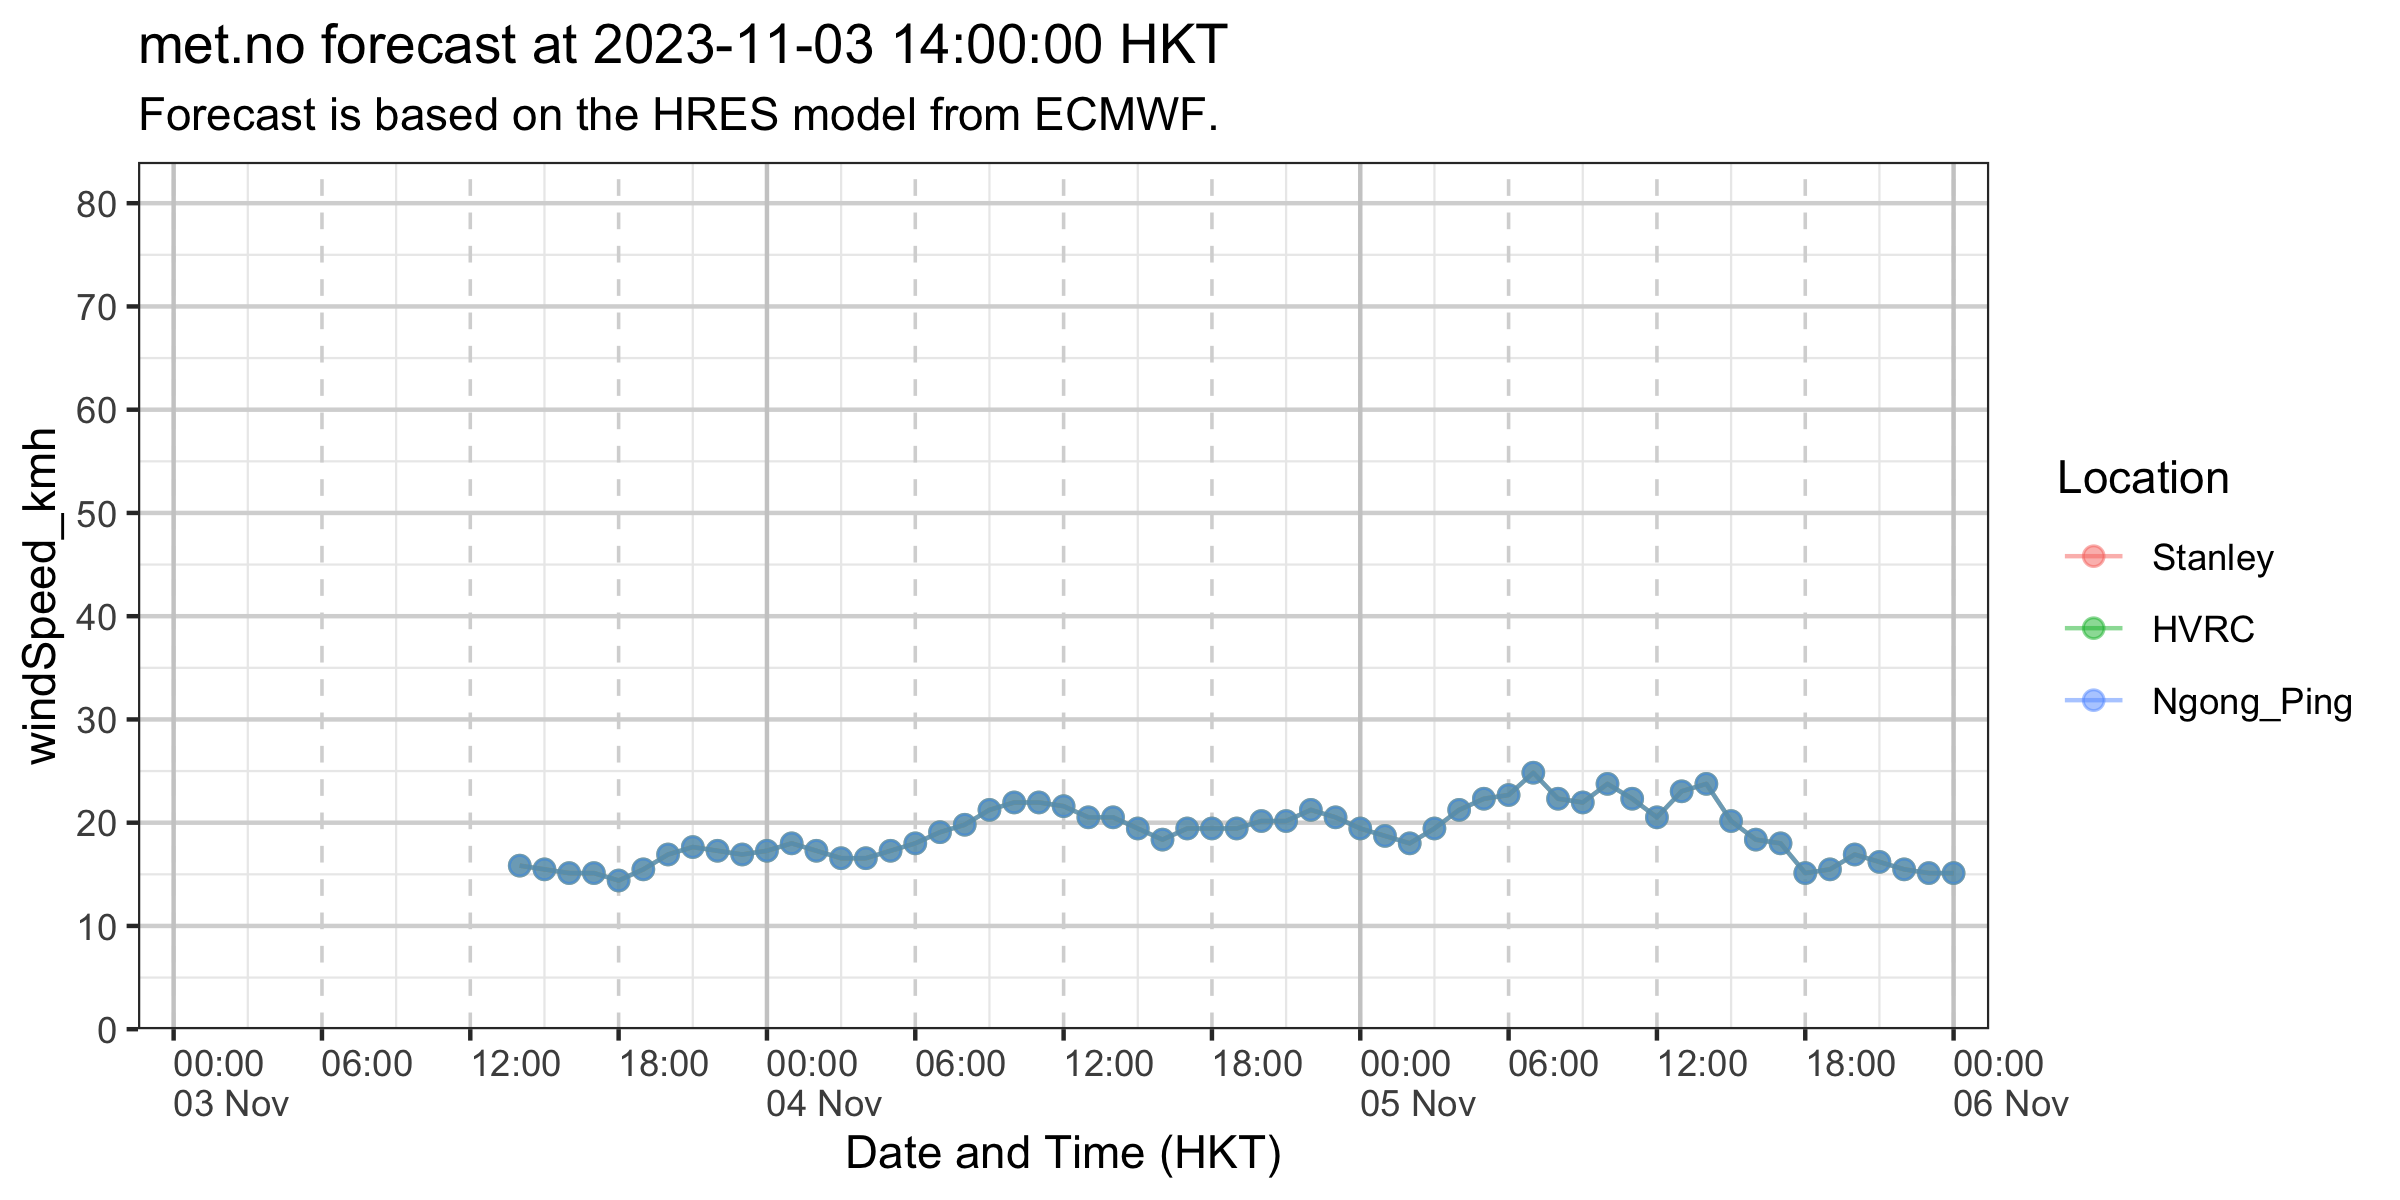 met.no forecast at 2023-11-03 14:00:00 HKT
Forecast is based on the HRES model from ECMWF.
windSpeed_kmh
80
70
60
50
40
30
20
10
0
00:00 06:00 12:00 18:00 00:00 06:00 12:00 18:00 00:00 06:00 12:00 18:00 00:00
03 Nov 04 Nov 05 Nov 06 Nov
Date and Time (HKT)
Location
Stanley
HVRC
Ngong_Ping